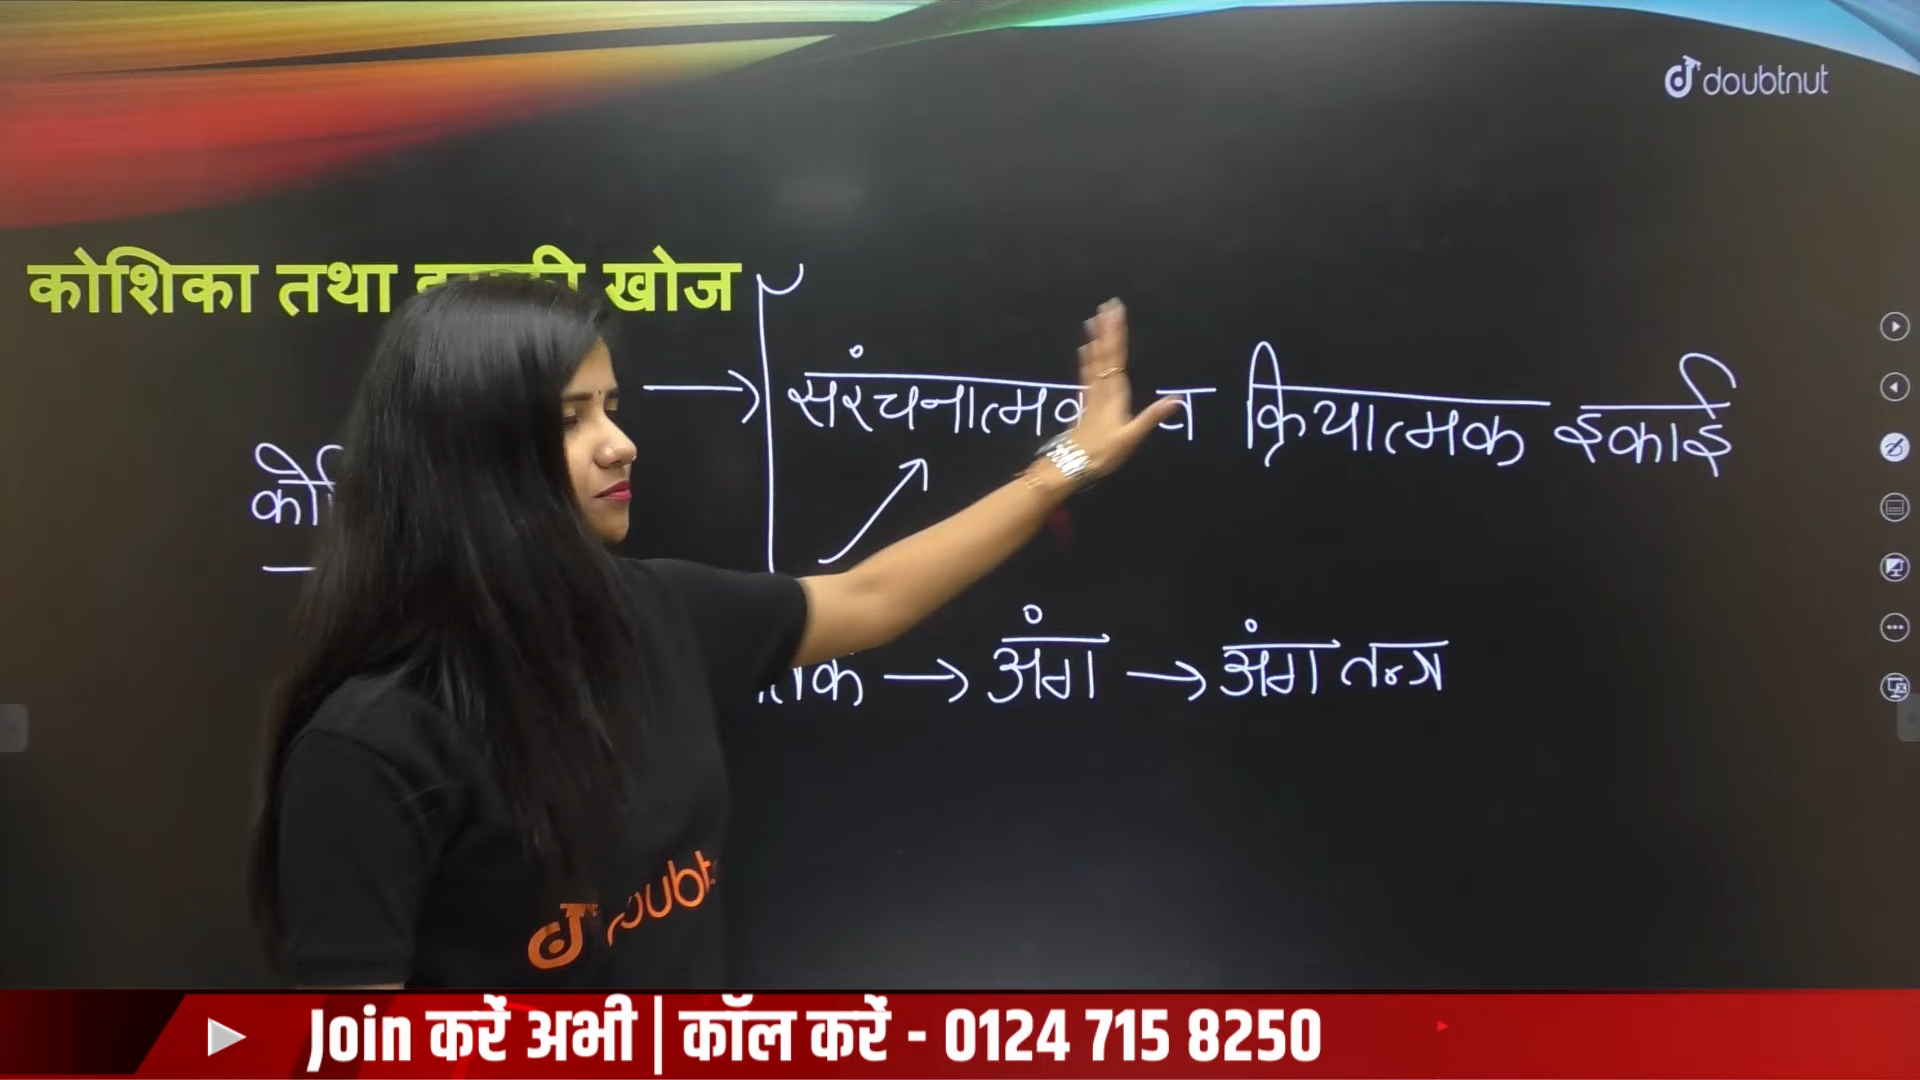 doubtnut
कोशिका तथा खोज
→ संरचनात्मक व क्रियात्मक इकाई
→ अंग → अंग तन्त्र
Join करें अभी | कॉल करें - 0124 715 8250